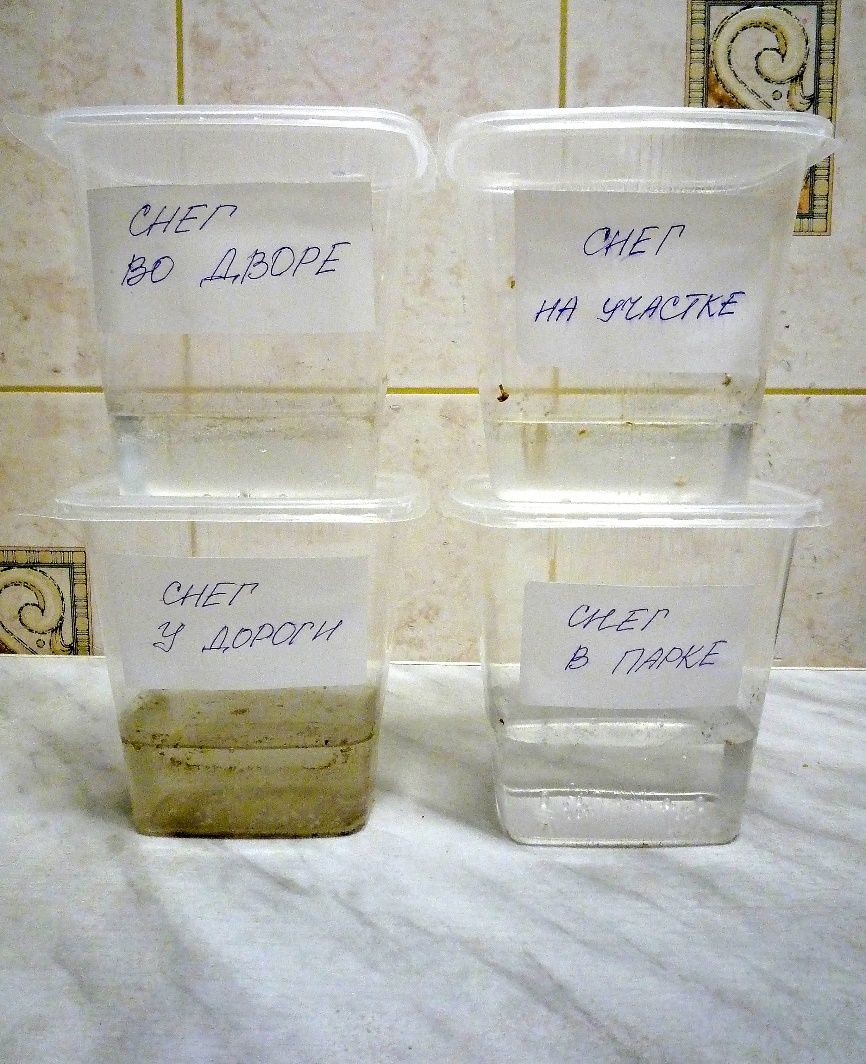 СНЕГ
ВО ДВОРЕ
СНЕГ
НА УЧАСТКЕ
СНЕГ
У ДОРОГИ
СНЕГ
В ПАРКЕ